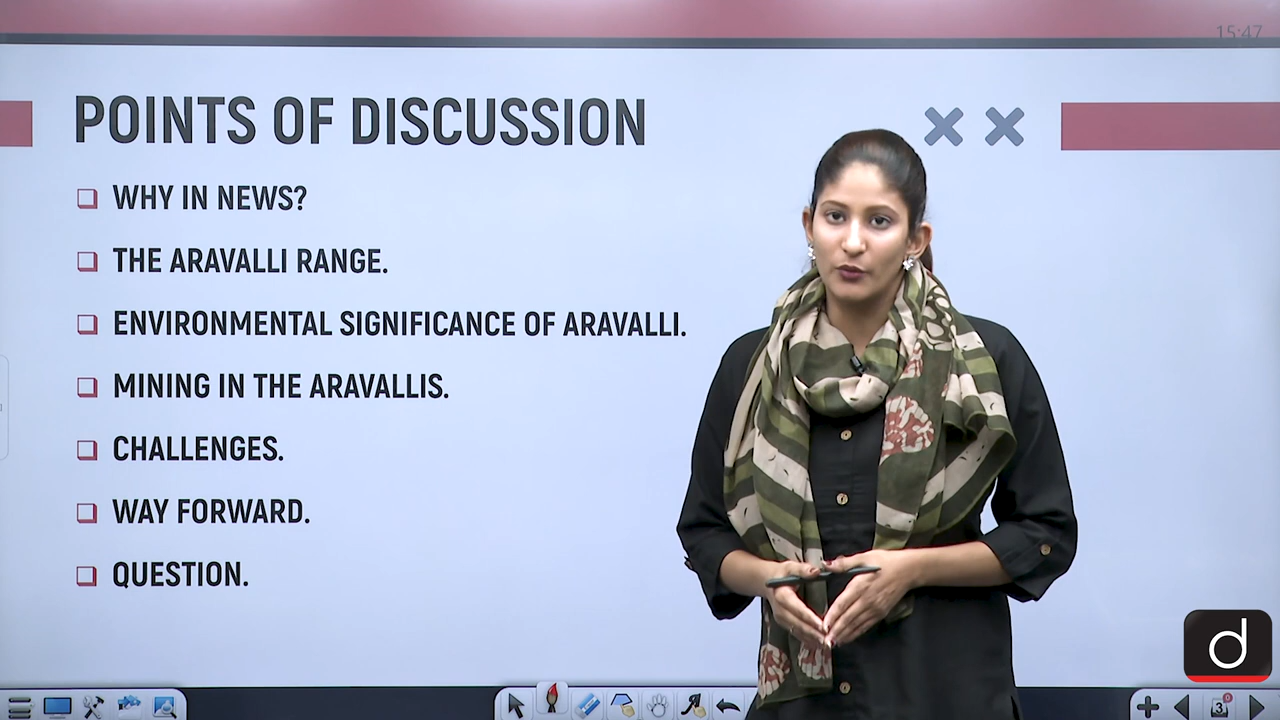 15:47
POINTS OF DISCUSSION
WHY IN NEWS?
THE ARAVALLI RANGE.
ENVIRONMENTAL SIGNIFICANCE OF ARAVALLI.
MINING IN THE ARAVALLIS.
CHALLENGES.
WAY FORWARD.
QUESTION.
d
3